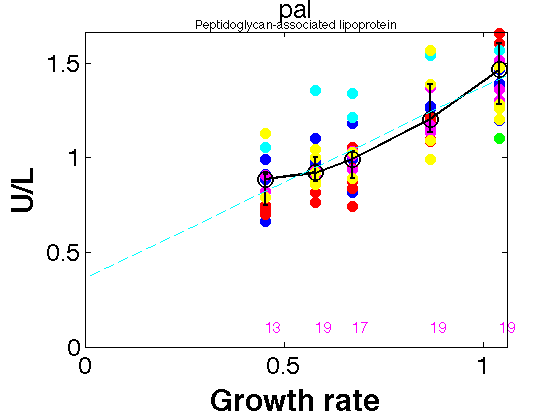 pal
Peptidoglycan-associated lipoprotein
U/L
1.5
1
0.5
0
13 19 17 19 19
0 0.5 1
Growth rate